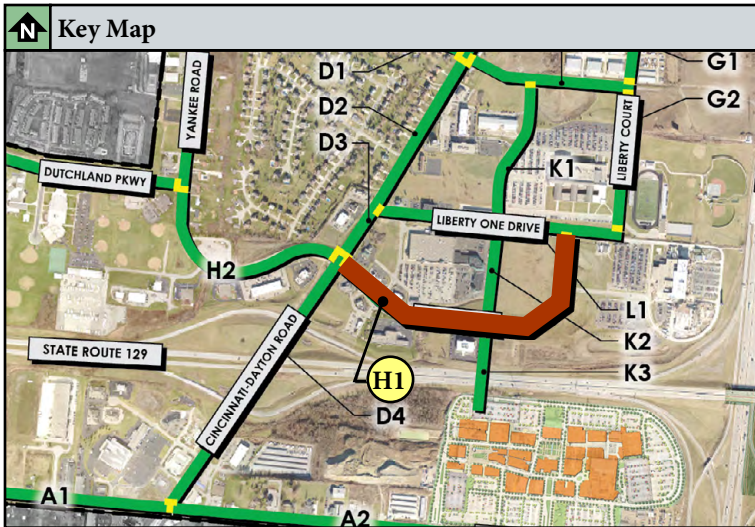 N
Key Map
D1
G1
D2
G2
YANKEE ROAD
LIBERTY COURT
D3
K1
DUTCHLAND PKWY
LIBERTY ONE DRIVE
H2
L1
K2
STATE ROUTE 129
CINCINNATI-DAYTON ROAD
H1
K3
D4
A1
A2